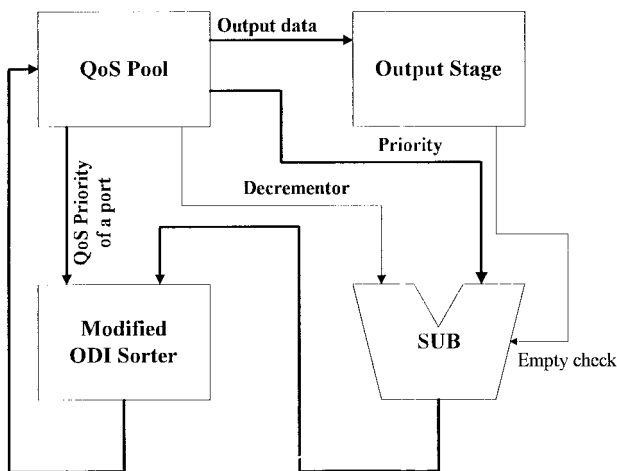 Output data
QoS Pool
Output Stage
Priority
Decrementor
QoS Priority
of a port
Modified
ODI Sorter
SUB
Empty check